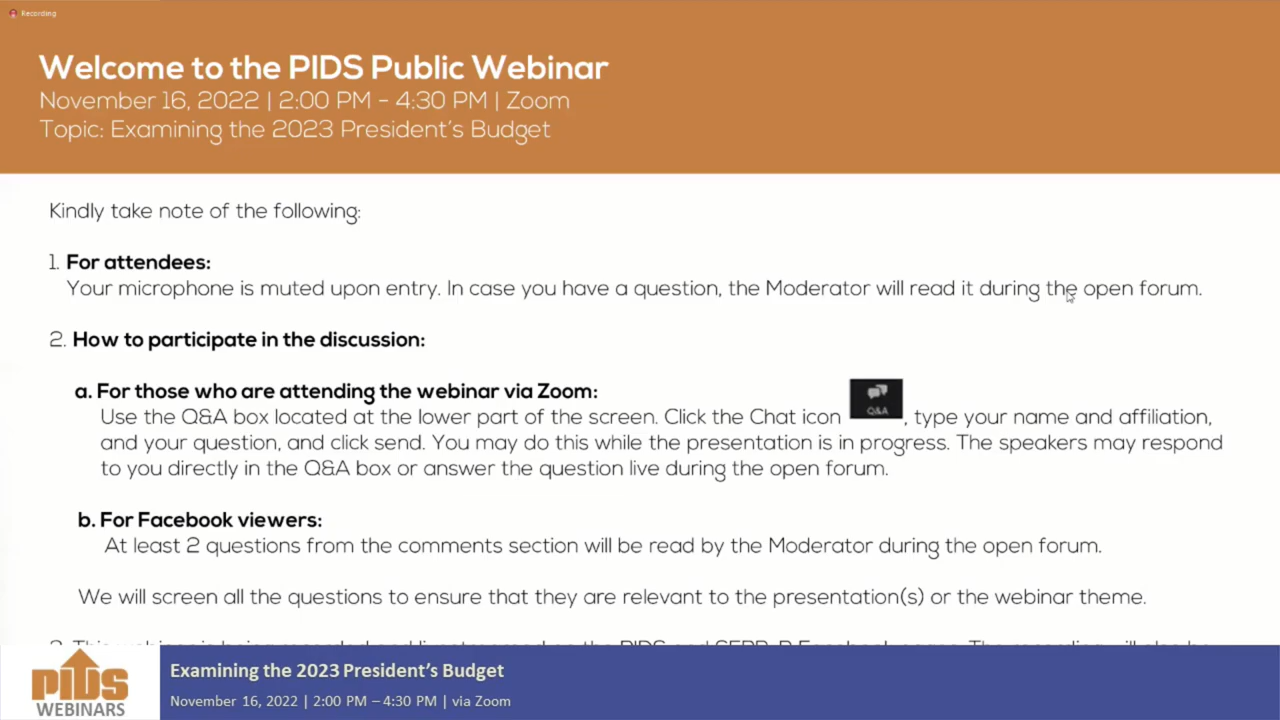 Recording
Welcome to the PIDS Public Webinar
November 16, 2022 | 2:00 PM - 4:30 PM | Zoom
Topic: Examining the 2023 President's Budget
Kindly take note of the following:
1. For attendees:
Your microphone is muted upon entry. In case you have a question, the Moderator will read it during the open forum.
2. How to participate in the discussion:
a. For those who are attending the webinar via Zoom:
Use the Q&A box located at the lower part of the screen. Click the Chat icon Q&A, type your name and affiliation,
and your question, and click send. You may do this while the presentation is in progress. The speakers may respond
to you directly in the Q&A box or answer the question live during the open forum.
b. For Facebook viewers:
At least 2 questions from the comments section will be read by the Moderator during the open forum.
We will screen all the questions to ensure that they are relevant to the presentation(s) or the webinar theme.
PIDS
WEBINARS
Examining the 2023 President's Budget
November 16, 2022 | 2:00 PM – 4:30 PM | via Zoom